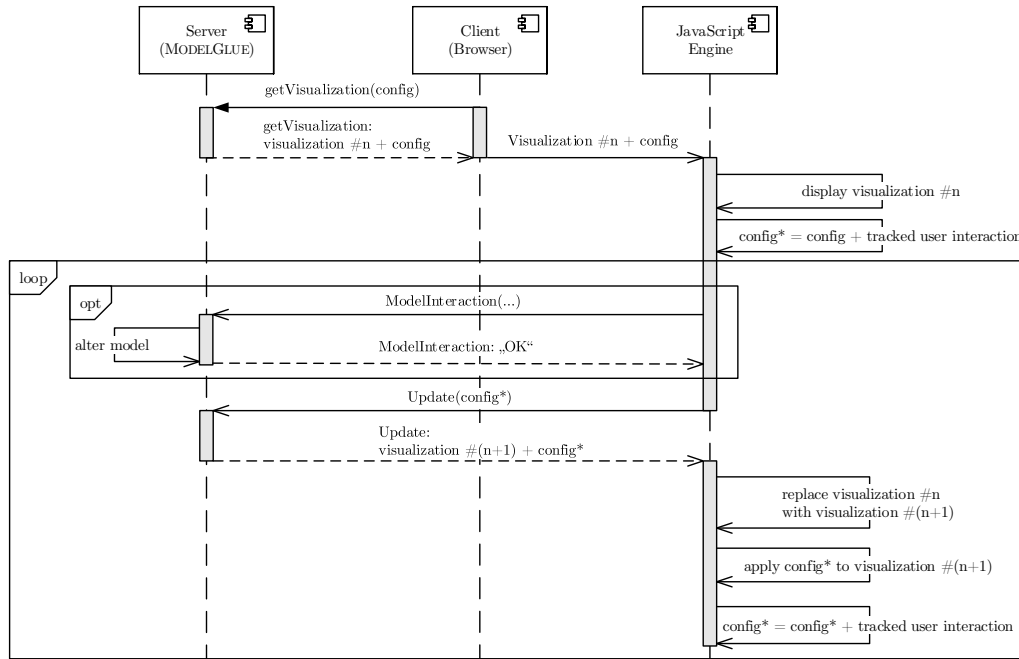 Server
(MODELGLUE)
Client
(Browser)
JavaScript
Engine
getVisualization(config)
getVisualization:
visualization #n + config
Visualization #n + config
display visualization #n
config* = config + tracked user interaction
loop
opt
ModelInteraction(...)
alter model
ModelInteraction: „OK“
Update(config*)
Update:
visualization #(n+1) + config*
replace visualization #n
with visualization #(n+1)
apply config* to visualization #(n+1)
config* = config* + tracked user interaction